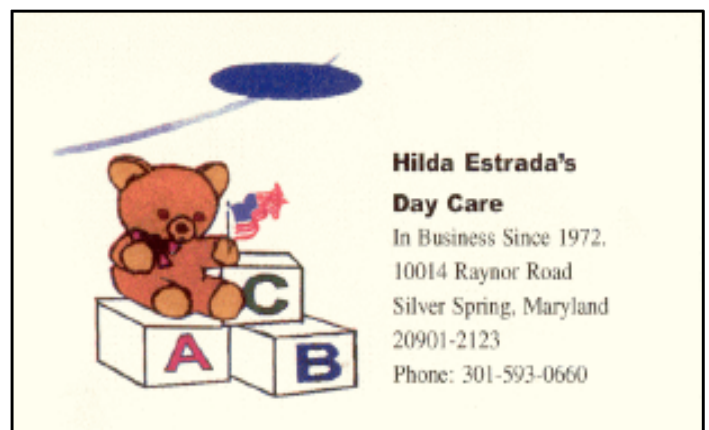 Hilda Estrada's
Day Care
In Business Since 1972.
10014 Raynor Road
Silver Spring, Maryland
20901-2123
Phone: 301-593-0660
C
A B